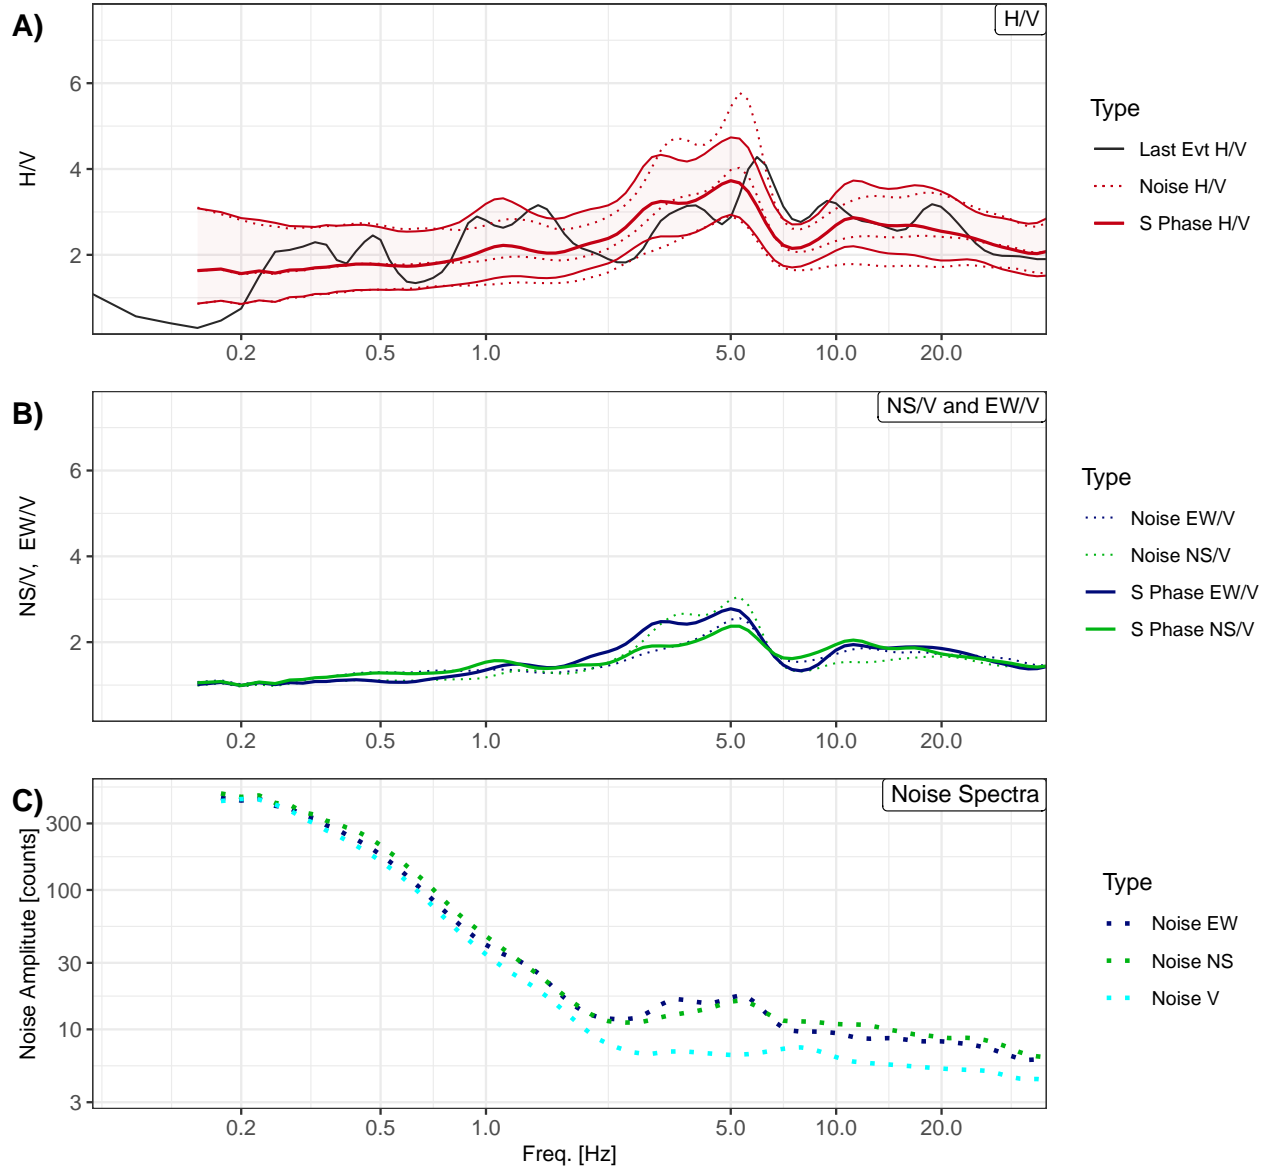 A)
H/V
6
4
2
H/V
0.2 0.5 1.0 5.0 10.0 20.0
Type
Last Evt H/V
Noise H/V
S Phase H/V
B)
NS/V and EW/V
6
4
2
NS/V, EW/V
0.2 0.5 1.0 5.0 10.0 20.0
Type
Noise EW/V
Noise NS/V
S Phase EW/V
S Phase NS/V
C)
Noise Spectra
300
100
30
10
3
Noise Amplitute [counts]
0.2 0.5 1.0 5.0 10.0 20.0
Freq. [Hz]
Type
Noise EW
Noise NS
Noise V